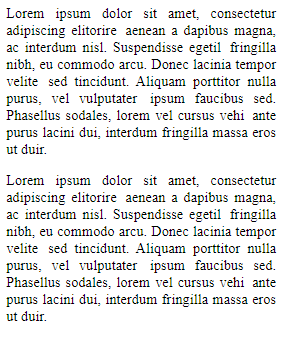 Lorem ipsum dolor sit amet, consectetur
adipiscing elitorire aenean a dapibus magna,
ac interdum nisl. Suspendisse egetil fringilla
nibh, eu commodo arcu. Donec lacinia tempor
velite sed tincidunt. Aliquam porttitor nulla
purus, vel vulputater ipsum faucibus sed.
Phasellus sodales, lorem vel cursus vehi ante
purus lacini dui, interdum fringilla massa eros
ut duir.
Lorem ipsum dolor sit amet, consectetur
adipiscing elitorire aenean a dapibus magna,
ac interdum nisl. Suspendisse egetil fringilla
nibh, eu commodo arcu. Donec lacinia tempor
velite sed tincidunt. Aliquam porttitor nulla
purus, vel vulputater ipsum faucibus sed.
Phasellus sodales, lorem vel cursus vehi ante
purus lacini dui, interdum fringilla massa eros
ut duir.